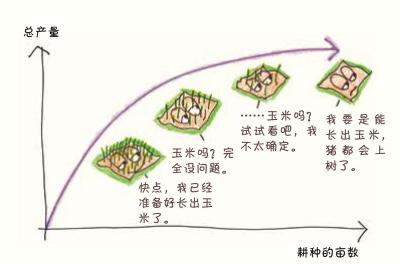 总产量
……玉米吗?
试试看吧，我
不太确定。
我要是能
长出玉米，
猪都会上
树了。
玉米吗？完
全没问题。
快点，我已经
准备好长出玉
米了。
耕种的亩数